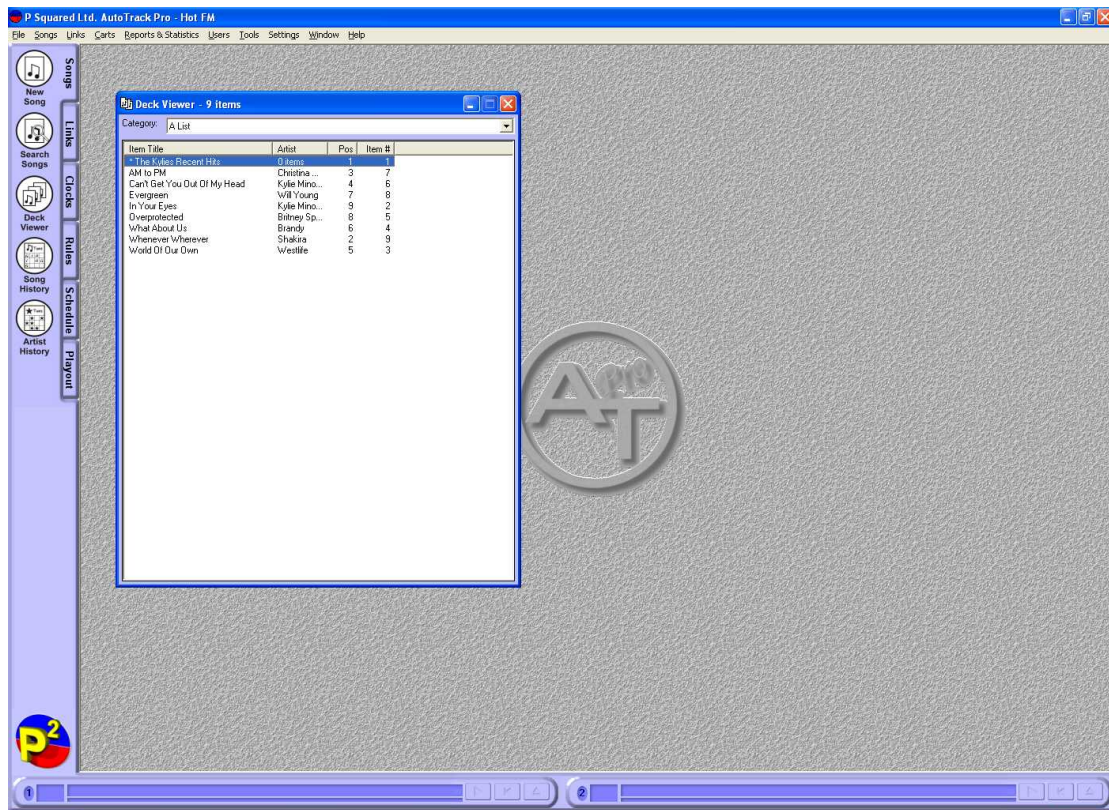 P Squared Ltd. AutoTrack Pro - Hot FM
File Songs Links Carts Reports & Statistics Users Tools Settings Window Help
New Song
Search Songs
Deck Viewer
Song History
Artist History
Songs
Links
Clocks
Rules
Schedule
Playout
Deck Viewer - 9 items
Category: A List
Item Title Artist Pos Item #
* The Kylies Recent Hits 0 items 1 1
AM to PM Christina ... 3 7
Can't Get You Out Of My Head Kylie Mino... 4 6
Evergreen Will Young 7 8
In Your Eyes Kylie Mino... 9 2
Overprotected Britney Sp... 8 5
What About Us Brandy 6 4
Whenever Wherever Shakira 2 9
World Of Our Own Westlife 5 3
AT Pro
P2
1
2